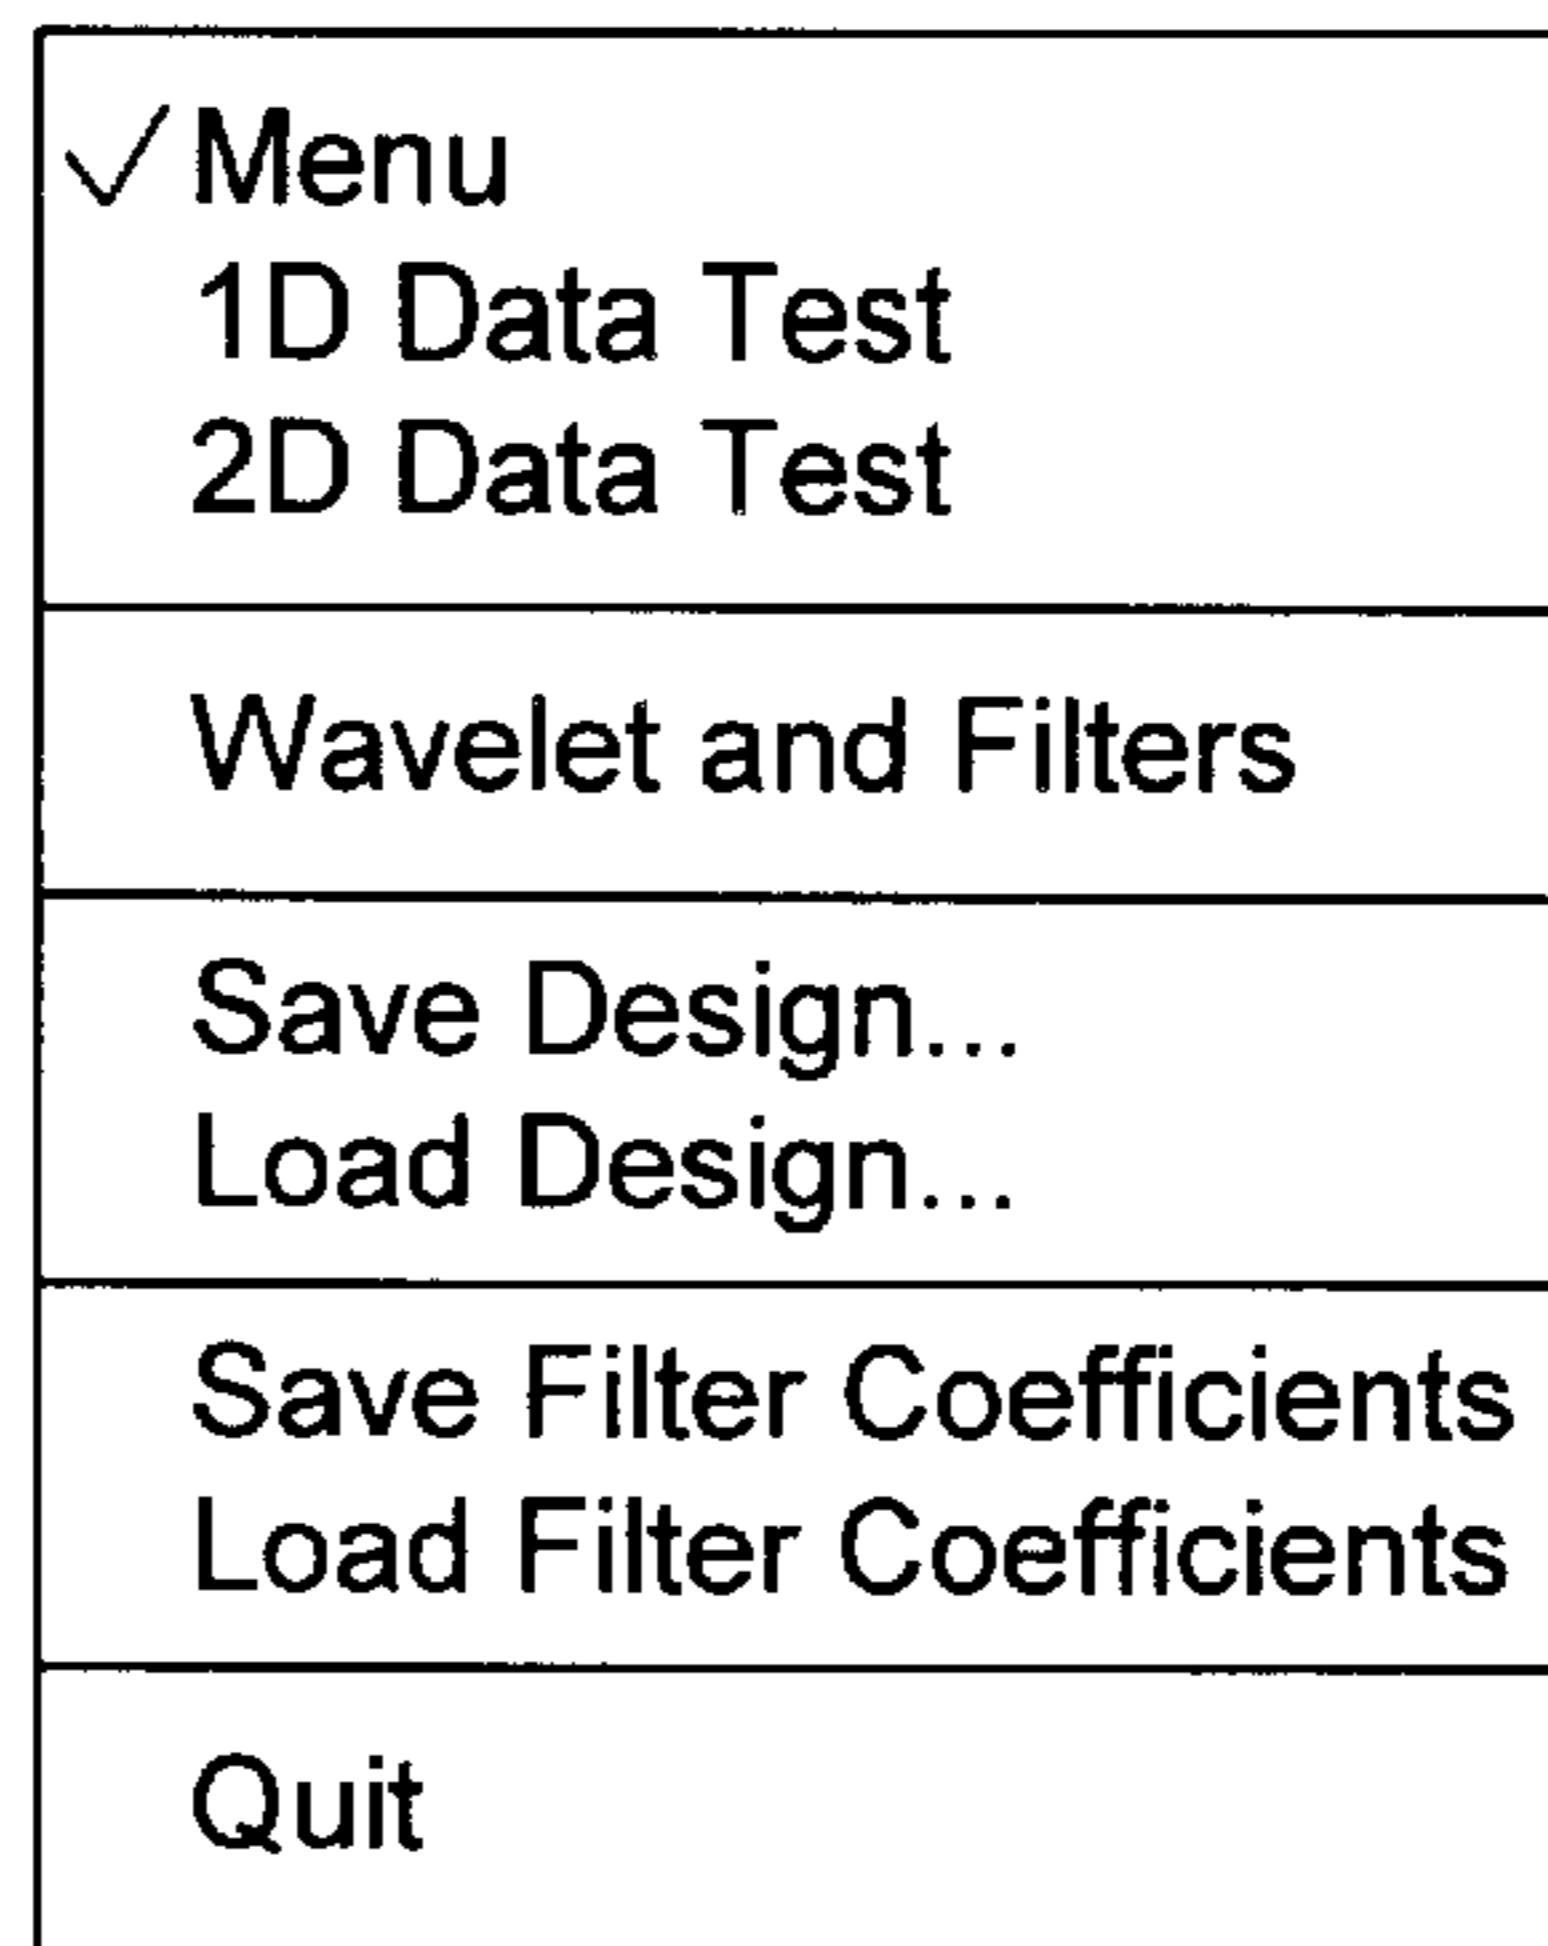 ✓ Menu
1D Data Test
2D Data Test
Wavelet and Filters
Save Design...
Load Design...
Save Filter Coefficients
Load Filter Coefficients
Quit